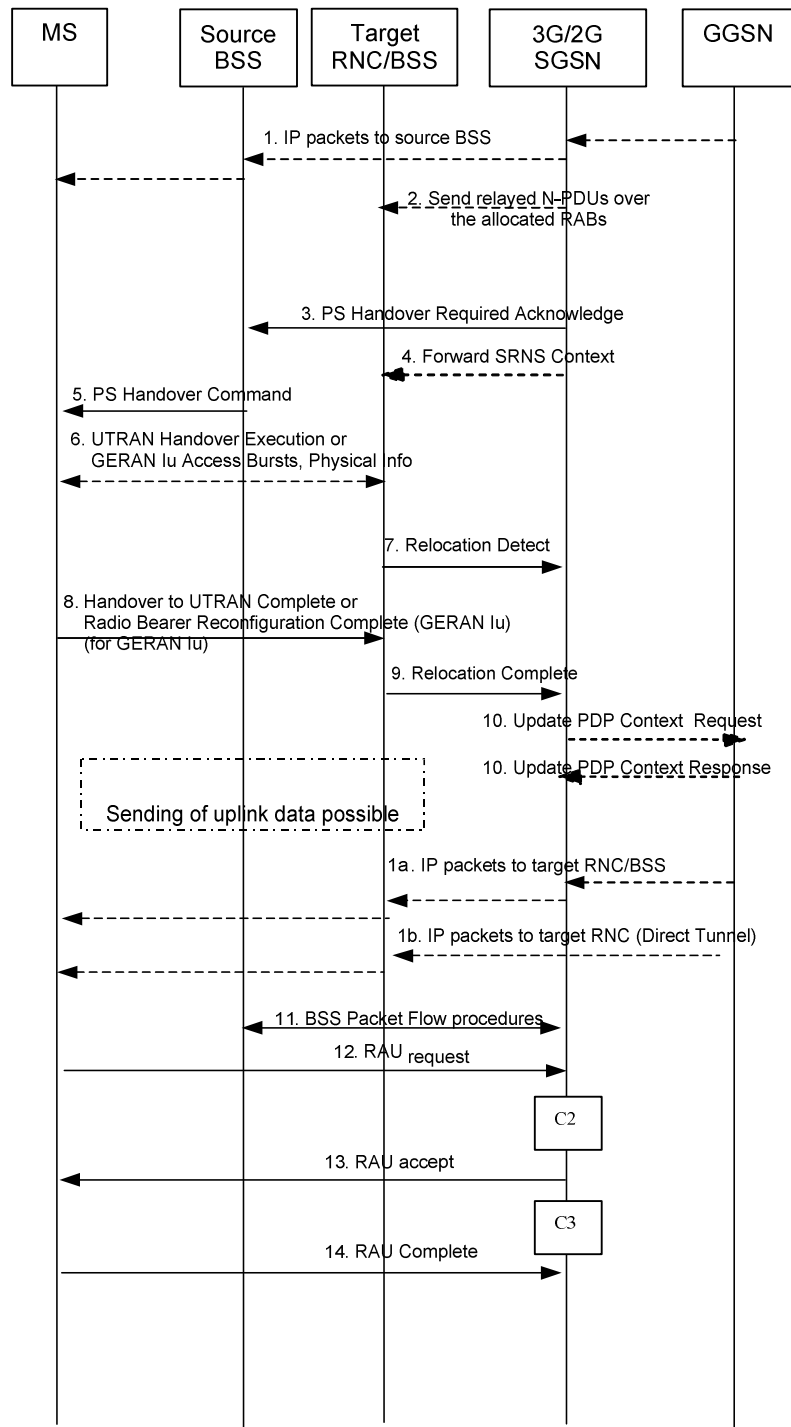 MS
Source
BSS
Target
RNC/BSS
3G/2G
SGSN
GGSN
1. IP packets to source BSS
2. Send relayed N-PDUs over
the allocated RABs
3. PS Handover Required Acknowledge
4. Forward SRNS Context
5. PS Handover Command
6. UTRAN Handover Execution or
GERAN Iu Access Bursts, Physical Info
7. Relocation Detect
8. Handover to UTRAN Complete or
Radio Bearer Reconfiguration Complete (GERAN Iu)
(for GERAN Iu)
9. Relocation Complete
10. Update PDP Context Request
10. Update PDP Context Response
Sending of uplink data possible
1a. IP packets to target RNC/BSS
1b. IP packets to target RNC (Direct Tunnel)
11. BSS Packet Flow procedures
12. RAU request
C2
13. RAU accept
C3
14. RAU Complete